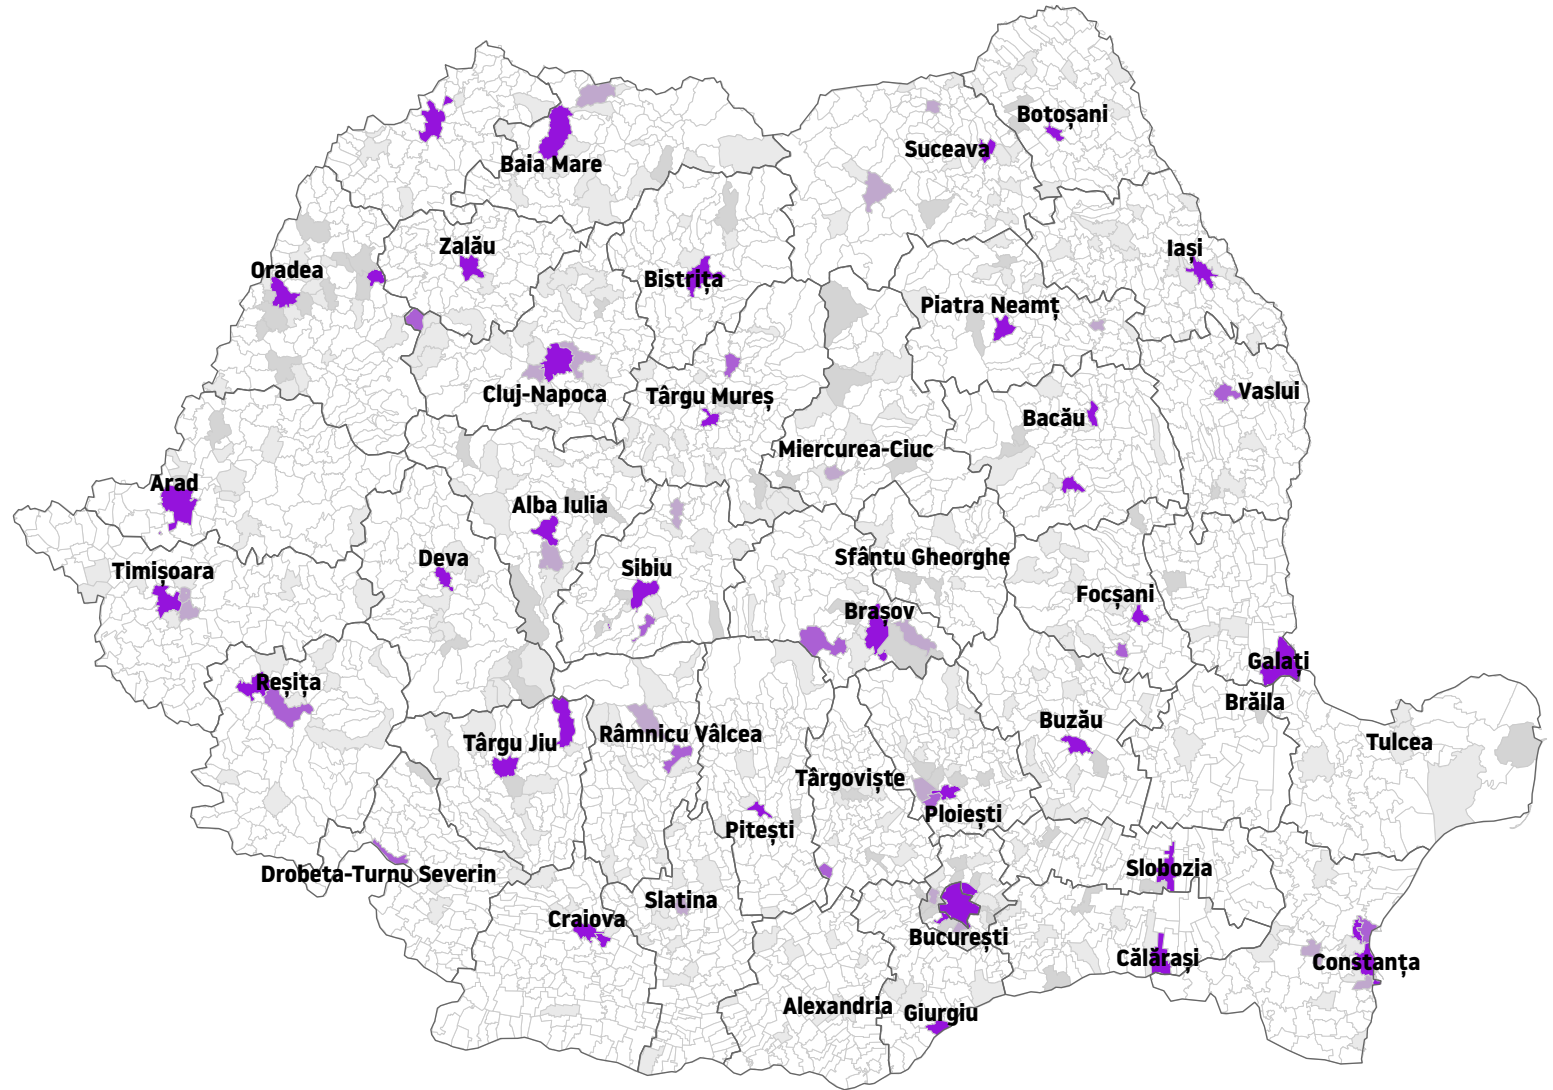 Botoșani
Suceava
Baia Mare
Zalău
Iași
Oradea
Bistrița
Piatra Neamț
Cluj-Napoca
Târgu Mureș
Vaslui
Bacău
Miercurea-Ciuc
Arad
Alba Iulia
Deva
Sfântu Gheorghe
Timișoara
Sibiu
Focșani
Brașov
Galați
Reșița
Brăila
Buzău
Râmnicu Vâlcea
Târgu Jiu
Tulcea
Târgoviște
Ploiești
Pitești
Slobozia
Drobeta-Turnu Severin
Slatina
Craiova
București
Călărași
Constanța
Alexandria
Giurgiu